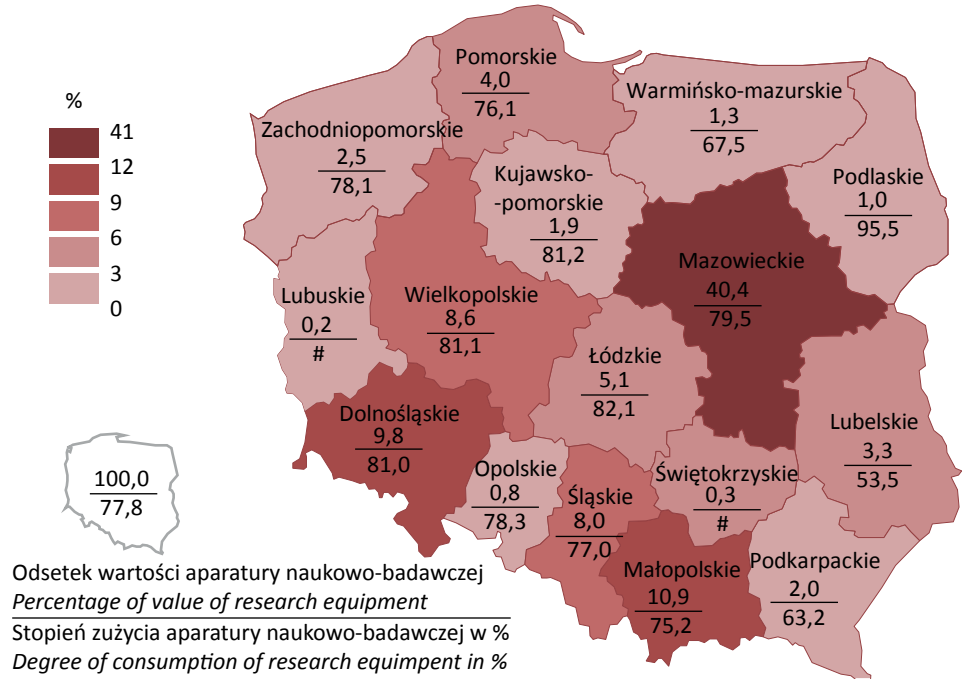 %
41
12
9
6
3
0
Pomorskie
4,0
76,1
Warmińsko-mazurskie
1,3
67,5
Zachodniopomorskie
2,5
78,1
Kujawsko-
-pomorskie
1,9
81,2
Podlaskie
1,0
95,5
Mazowieckie
40,4
79,5
Lubuskie
0,2
#
Wielkopolskie
8,6
81,1
Łódzkie
5,1
82,1
Dolnośląskie
9,8
81,0
Lubelskie
3,3
53,5
Opolskie
0,8
78,3
Śląskie
8,0
77,0
Świętokrzyskie
0,3
#
Małopolskie
10,9
75,2
Podkarpackie
2,0
63,2
100,0
77,8
Odsetek wartości aparatury naukowo-badawczej
Percentage of value of research equipment
Stopień zużycia aparatury naukowo-badawczej w %
Degree of consumption of research equimpent in %